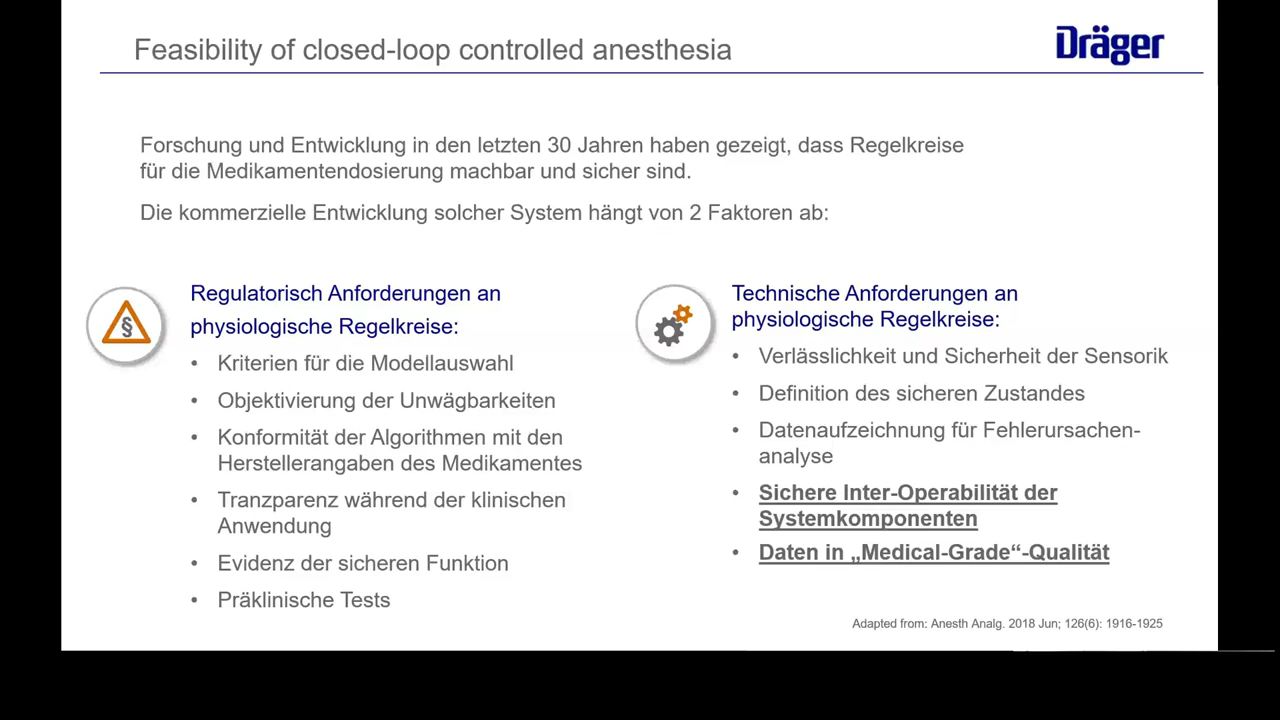 Feasibility of closed-loop controlled anesthesia
Dräger
Forschung und Entwicklung in den letzten 30 Jahren haben gezeigt, dass Regelkreise
für die Medikamentendosierung machbar und sicher sind.
Die kommerzielle Entwicklung solcher System hängt von 2 Faktoren ab:
§
Regulatorisch Anforderungen an
physiologische Regelkreise:
• Kriterien für die Modellauswahl
• Objektivierung der Unwägbarkeiten
• Konformität der Algorithmen mit den
Herstellerangaben des Medikamentes
• Tranzparenz während der klinischen
Anwendung
• Evidenz der sicheren Funktion
• Präklinische Tests
Technische Anforderungen an
physiologische Regelkreise:
• Verlässlichkeit und Sicherheit der Sensorik
• Definition des sicheren Zustandes
• Datenaufzeichnung für Fehlerursachen-
analyse
• Sichere Inter-Operabilität der
Systemkomponenten
• Daten in „Medical-Grade“-Qualität
Adapted from: Anesth Analg. 2018 Jun; 126(6): 1916-1925